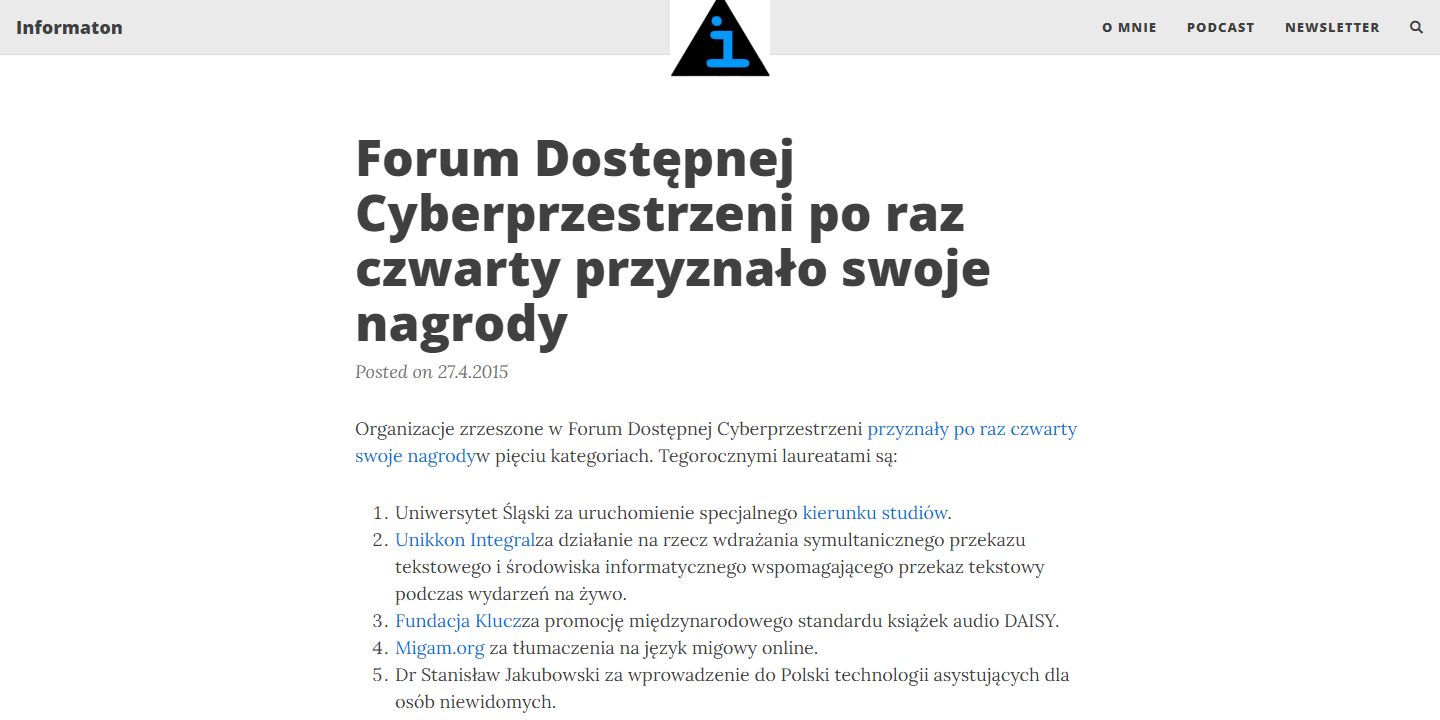 Informaton
i
O MNIE
PODCAST
NEWSLETTER
Forum Dostępnej
Cyberprzestrzeni po raz
czwarty przyznało swoje
nagrody
Posted on 27.4.2015
Organizacje zrzeszone w Forum Dostępnej Cyberprzestrzeni przyznały po raz czwarty
swoje nagrodyw pięciu kategoriach. Tegorocznymi laureatami są:
1. Uniwersytet Śląski za uruchomienie specjalnego kierunku studiów.
2. Unikkon Integralza działanie na rzecz wdrażania symultanicznego przekazu
tekstowego i środowiska informatycznego wspomagającego przekaz tekstowy
podczas wydarzeń na żywo.
3. Fundacja Kluczza promocję międzynarodowego standardu książek audio DAISY.
4. Migam.org za tłumaczenia na język migowy online.
5. Dr Stanisław Jakubowski za wprowadzenie do Polski technologii asystujących dla
osób niewidomych.